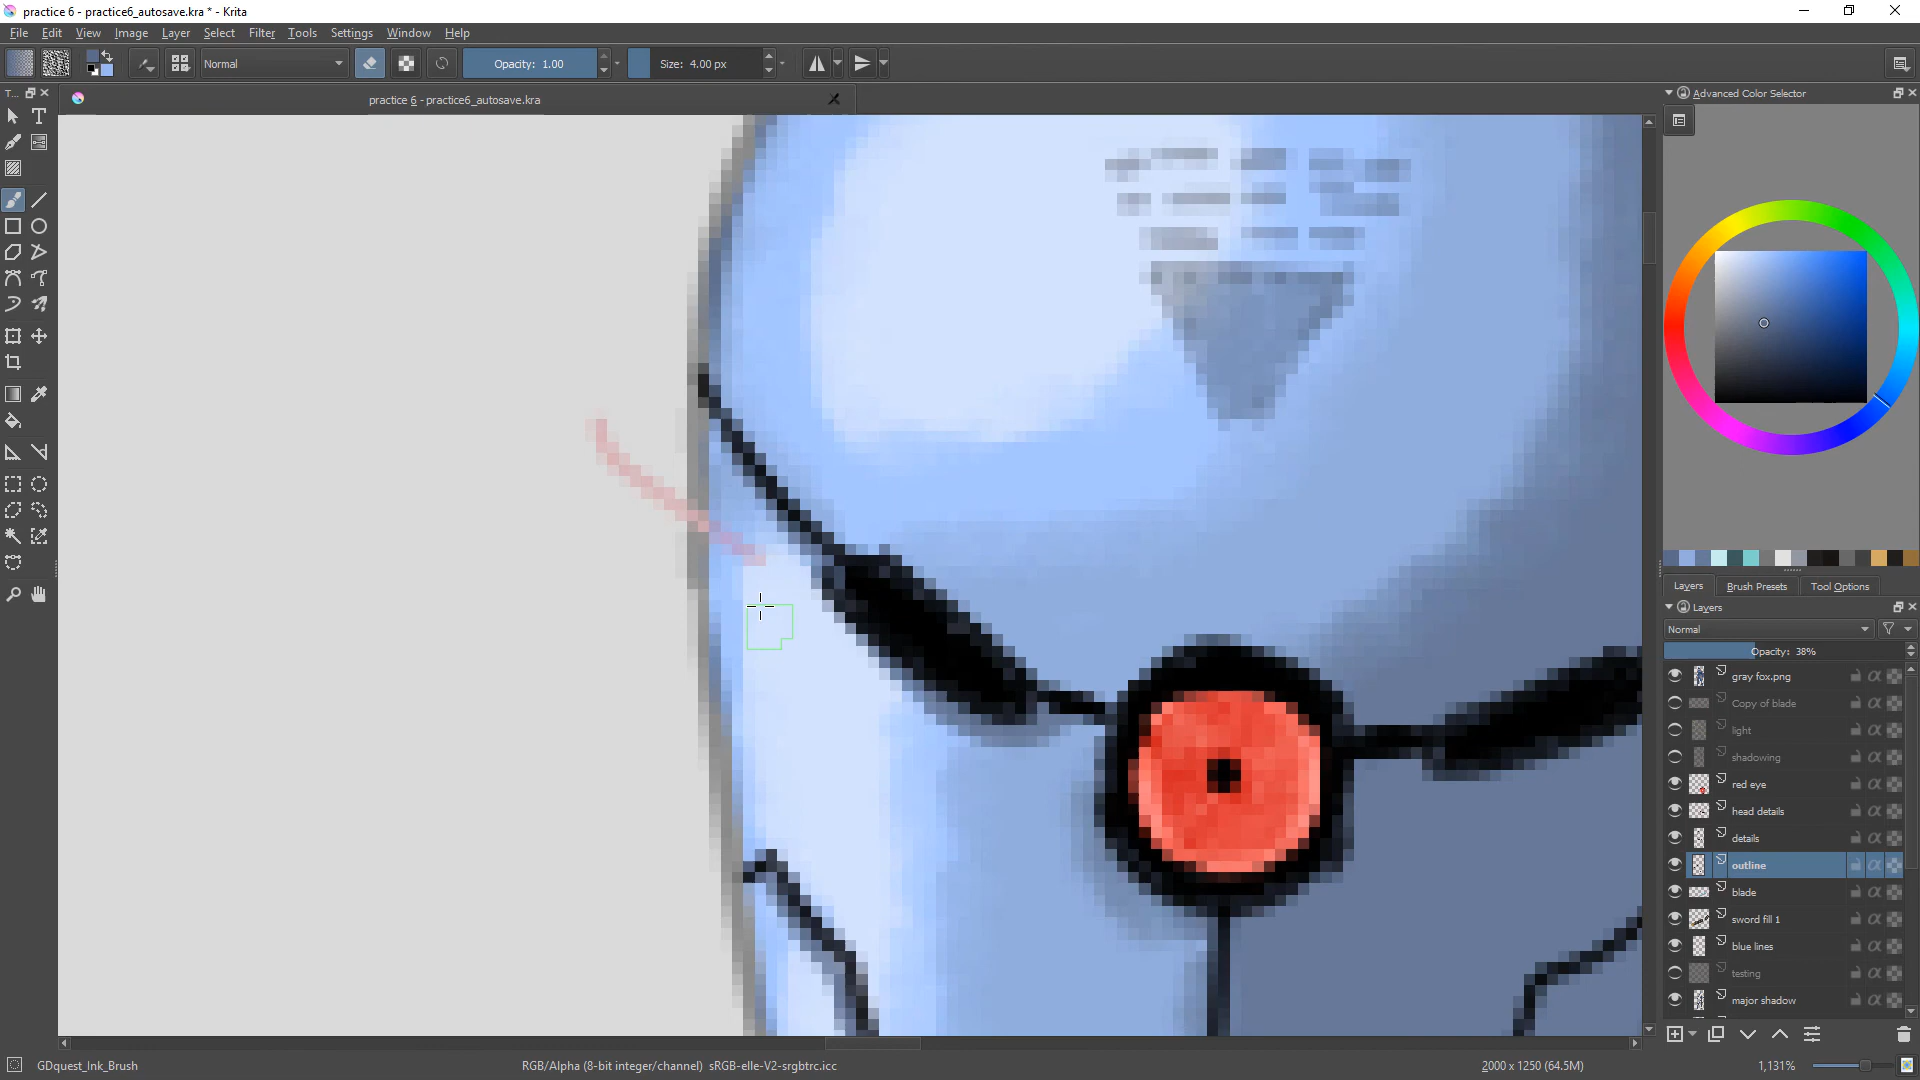 practice 6 - practice6_autosave.kra * - Krita
File Edit View Image Layer Select Filter Tools Settings Window Help
Normal
Opacity: 1.00
Size: 4.00 px
T...
practice 6 - practice6_autosave.kra
Advanced Color Selector
Layers Brush Presets Tool Options
Layers
Normal
Opacity: 38%
gray fox.png
Copy of blade
light
shadowing
red eye
head details
details
outline
blade
sword fill 1
blue lines
testing
major shadow
GDquest_Ink_Brush
RGB/Alpha (8-bit integer/channel) sRGB-elle-V2-srgbtrc.icc
2000 x 1250 (64.5M)
1,131%